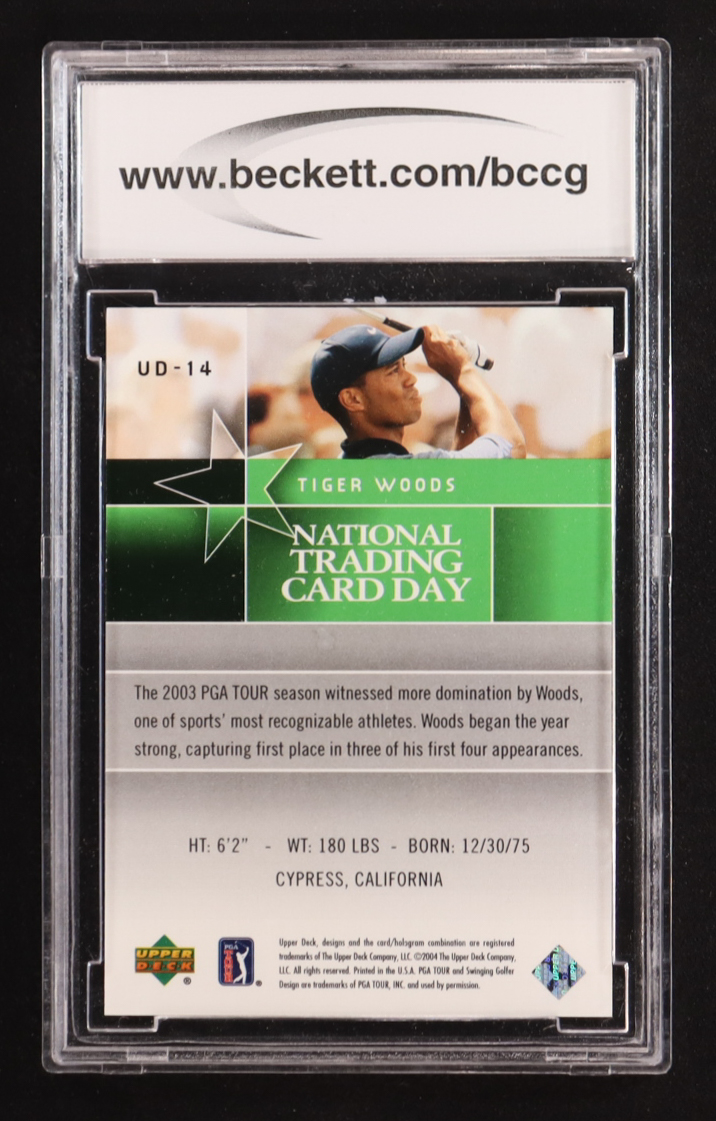 www.beckett.com/bccg
UD-14
TIGER WOODS
NATIONAL
TRADING
CARD DAY
The 2003 PGA TOUR season witnessed more domination by Woods,
one of sports' most recognizable athletes. Woods began the year
strong, capturing first place in three of his first four appearances.
HT: 6'2" - WT: 180 LBS - BORN: 12/30/75
CYPRESS, CALIFORNIA
UPPER
DECK
®
PGA
TOUR
®
Upper Deck, designs and the card/hologram combination are registered
trademarks of The Upper Deck Company, LLC. ©2004 The Upper Deck Company,
LLC. All rights reserved. Printed in the U.S.A. PGA TOUR and Swinging Golfer
Design are trademarks of PGA TOUR, INC. and used by permission.